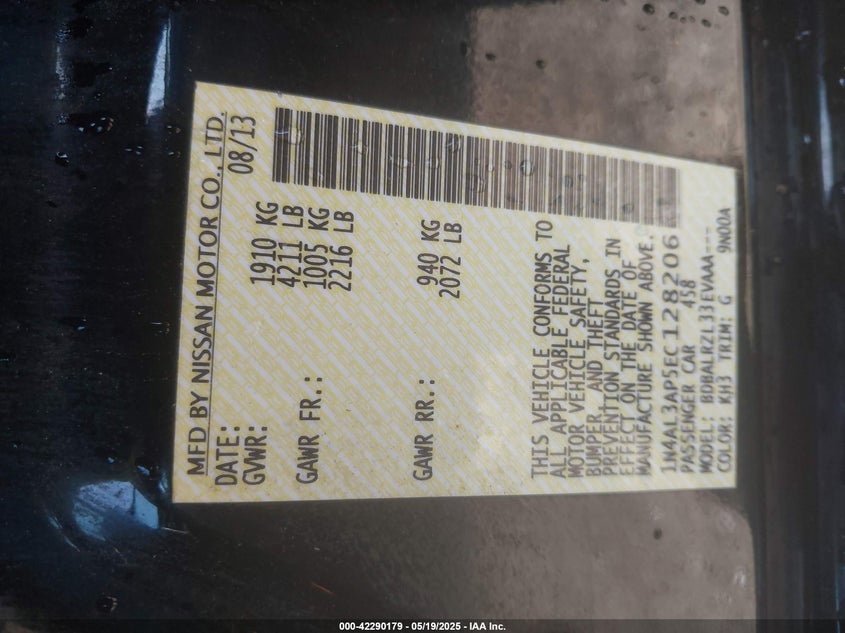 MFD BY NISSAN MOTOR CO., LTD.
DATE: 08/13
GVWR: 1910 KG
4211 LB
GAWR FR.: 1005 KG
2216 LB
GAWR RR.: 940 KG
2072 LB
THIS VEHICLE CONFORMS TO
ALL APPLICABLE FEDERAL
MOTOR VEHICLE SAFETY,
BUMPER, AND THEFT
PREVENTION STANDARDS IN
EFFECT ON THE DATE OF
MANUFACTURE SHOWN ABOVE.
1N4AL3AP5EC128206
PASSENGER CAR 458
MODEL: BDBALRZL33EVAAA---
COLOR: KH3 TRIM: G 9N00A
000-42290179 - 05/19/2025 - IAA Inc.